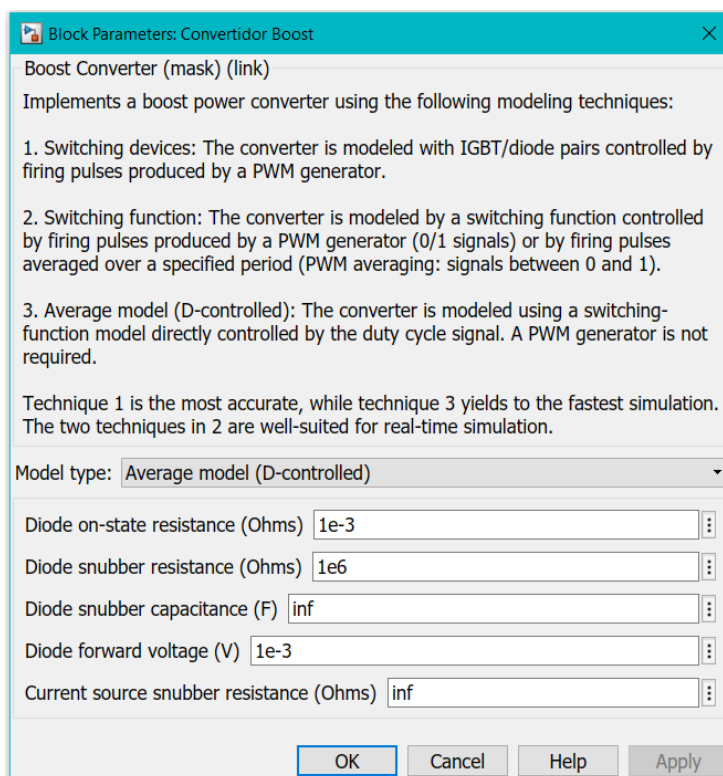 Block Parameters: Convertidor Boost
Boost Converter (mask) (link)
Implements a boost power converter using the following modeling techniques:
1. Switching devices: The converter is modeled with IGBT/diode pairs controlled by
firing pulses produced by a PWM generator.
2. Switching function: The converter is modeled by a switching function controlled
by firing pulses produced by a PWM generator (0/1 signals) or by firing pulses
averaged over a specified period (PWM averaging: signals between 0 and 1).
3. Average model (D-controlled): The converter is modeled using a switching-
function model directly controlled by the duty cycle signal. A PWM generator is not
required.
Technique 1 is the most accurate, while technique 3 yields to the fastest simulation.
The two techniques in 2 are well-suited for real-time simulation.
Model type: Average model (D-controlled)
Diode on-state resistance (Ohms) 1e-3
Diode snubber resistance (Ohms) 1e6
Diode snubber capacitance (F) inf
Diode forward voltage (V) 1e-3
Current source snubber resistance (Ohms) inf
OK Cancel Help Apply